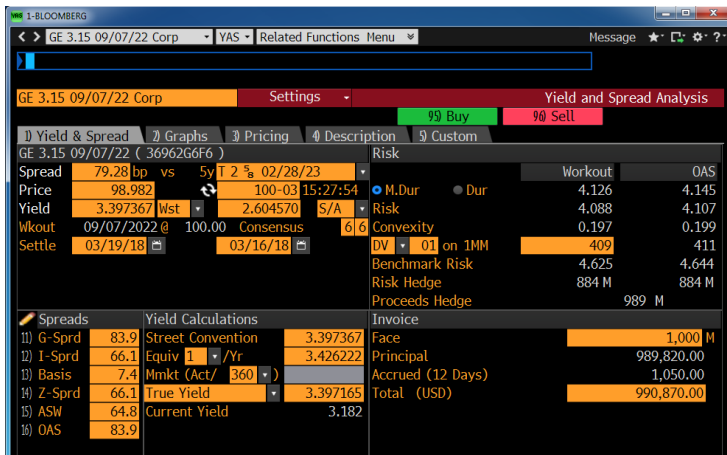 1-BLOOMBERG
< > GE 3.15 09/07/22 Corp YAS Related Functions Menu Message ?
GE 3.15 09/07/22 Corp Settings Yield and Spread Analysis
95) Buy 96) Sell
1) Yield & Spread 2) Graphs 3) Pricing 4) Description 5) Custom
GE 3.15 09/07/22 ( 36962G6F6 ) Risk
Spread 79.28 bp vs 5y T 2 5/8 02/28/23 Workout OAS
Price 98.982 100-03 15:27:54 M.Dur Dur 4.126 4.145
Yield 3.397367 Wst 2.604570 S/A Risk 4.088 4.107
Wkout 09/07/2022 @ 100.00 Consensus 6 6 Convexity 0.197 0.199
Settle 03/19/18 03/16/18 DV 01 on 1MM 409 411
Benchmark Risk 4.625 4.644
Risk Hedge 884 M 884 M
Proceeds Hedge 989 M
Spreads Yield Calculations Invoice
11) G-Sprd 83.9 Street Convention 3.397367 Face 1,000 M
12) I-Sprd 66.1 Equiv 1 /Yr 3.426222 Principal 989,820.00
13) Basis 7.4 Mmkt (Act/ 360 ) Accrued (12 Days) 1,050.00
14) Z-Sprd 66.1 True Yield 3.397165 Total (USD) 990,870.00
15) ASW 64.8 Current Yield 3.182
16) OAS 83.9